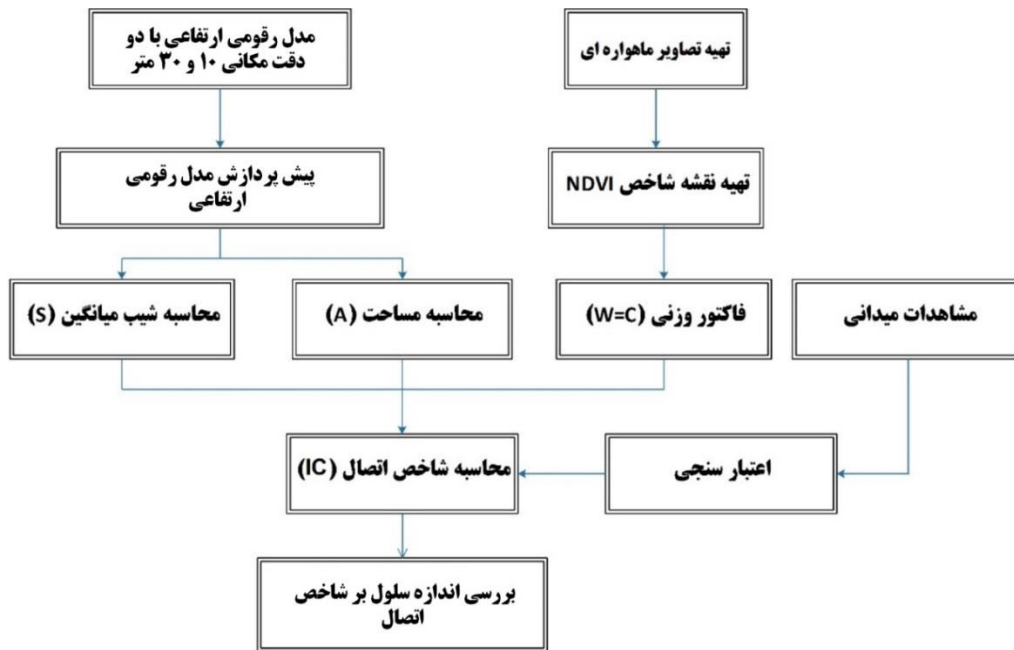 مدل رقومی ارتفاعی با دو
دقت مکانی ۱۰ و ۳۰ متر
تهیه تصاویر ماهواره ای
پیش پردازش مدل رقومی
ارتفاعی
تهیه نقشه شاخص NDVI
مشاهدات میدانی
فاکتور وزنی (W=C)
محاسبه مساحت (A)
محاسبه شیب میانگین (S)
اعتبار سنجی
محاسبه شاخص اتصال (IC)
بررسی اندازه سلول بر شاخص
اتصال